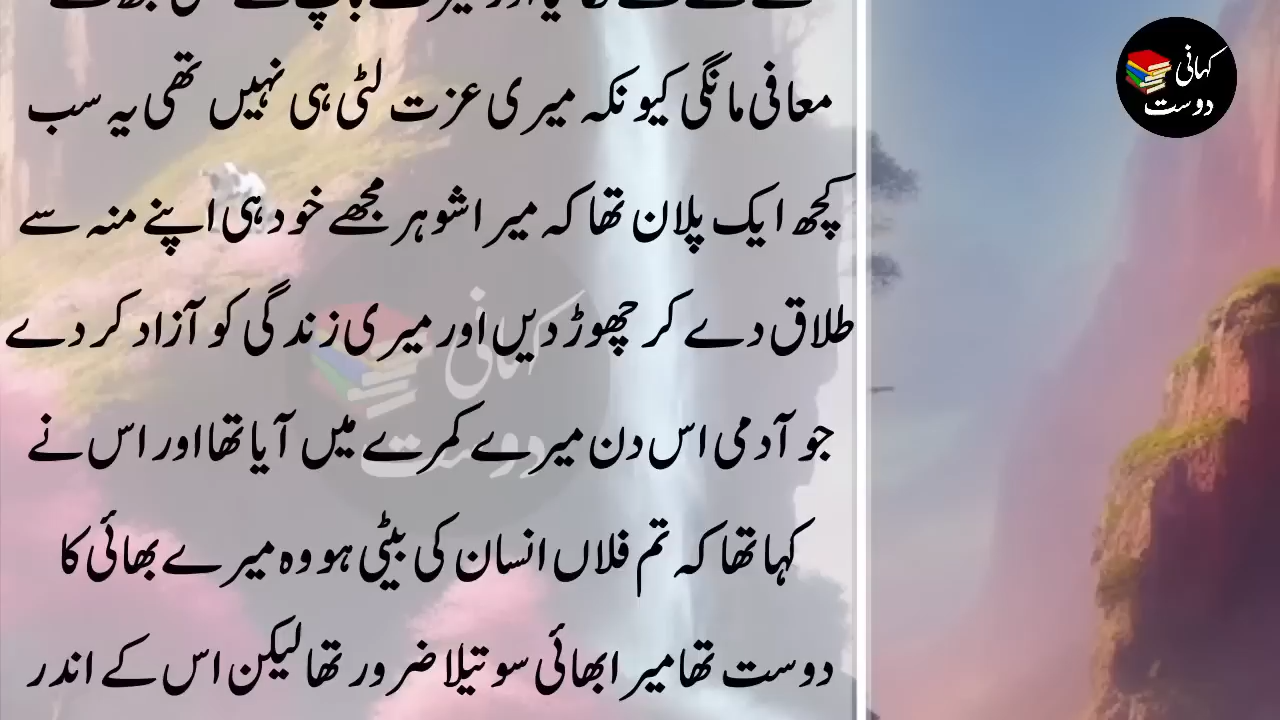 معافی مانگی کیونکہ میری عزت لٹی ہی نہیں تھی یہ سب
کچھ ایک پلان تھا کہ میرا شوہر مجھے خود ہی اپنے منہ سے
طلاق دے کر چھوڑ دیں اور میری زندگی کو آزاد کر دے
جو آدمی اس دن میرے کمرے میں آیا تھا اور اس نے
کہا تھا کہ تم فلاں انسان کی بیٹی ہو وہ میرے بھائی کا
دوست تھا میرا بھائی سوتیلا ضرور تھا لیکن اس کے اندر
کہانی
دوست
کہانی
دوست